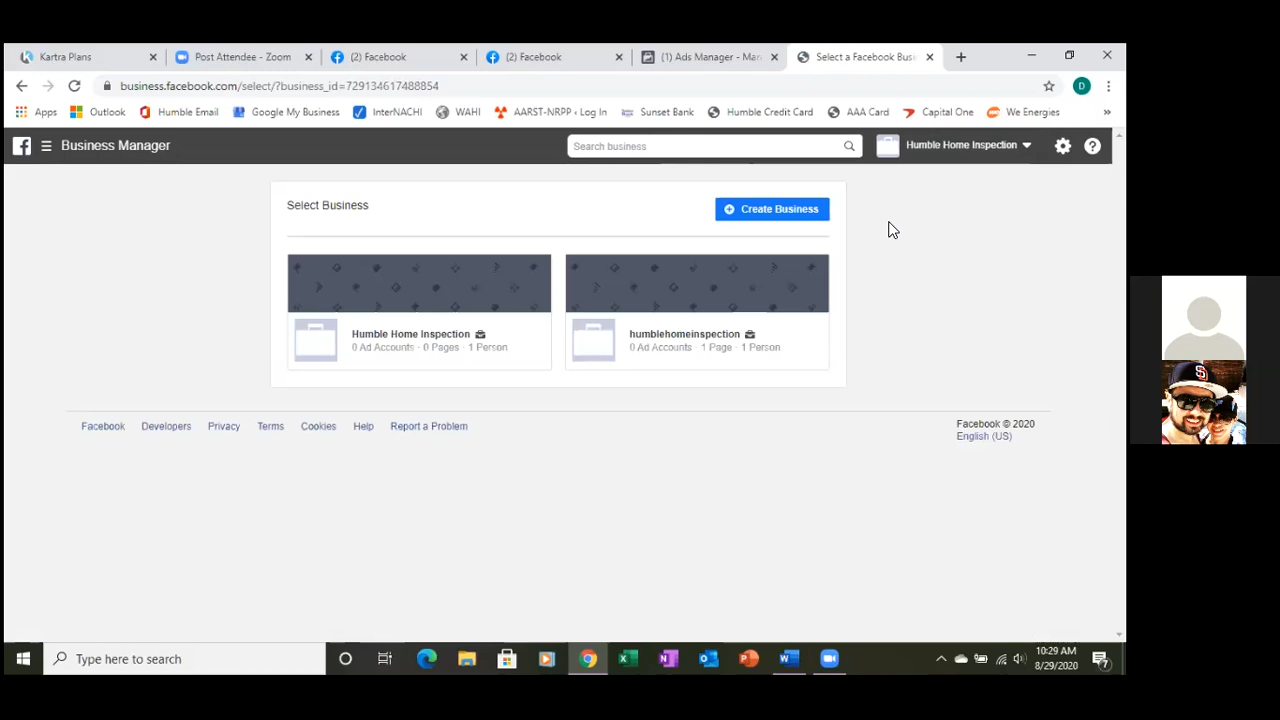 Kartra Plans
Post Attendee - Zoom
(2) Facebook
(2) Facebook
(1) Ads Manager - Man
Select a Facebook Busi
business.facebook.com/select/?business_id=729134617488854
D
Apps
Outlook
Humble Email
Google My Business
InterNACHI
WAHI
AARST-NRPP ‹ Log In
Sunset Bank
Humble Credit Card
AAA Card
Capital One
We Energies
»
Business Manager
Search business
Humble Home Inspection
Select Business
Create Business
Humble Home Inspection
0 Ad Accounts · 0 Pages · 1 Person
humblehomeinspection
0 Ad Accounts · 1 Page · 1 Person
Facebook
Developers
Privacy
Terms
Cookies
Help
Report a Problem
Facebook © 2020
English (US)
Type here to search
10:29 AM
8/29/2020